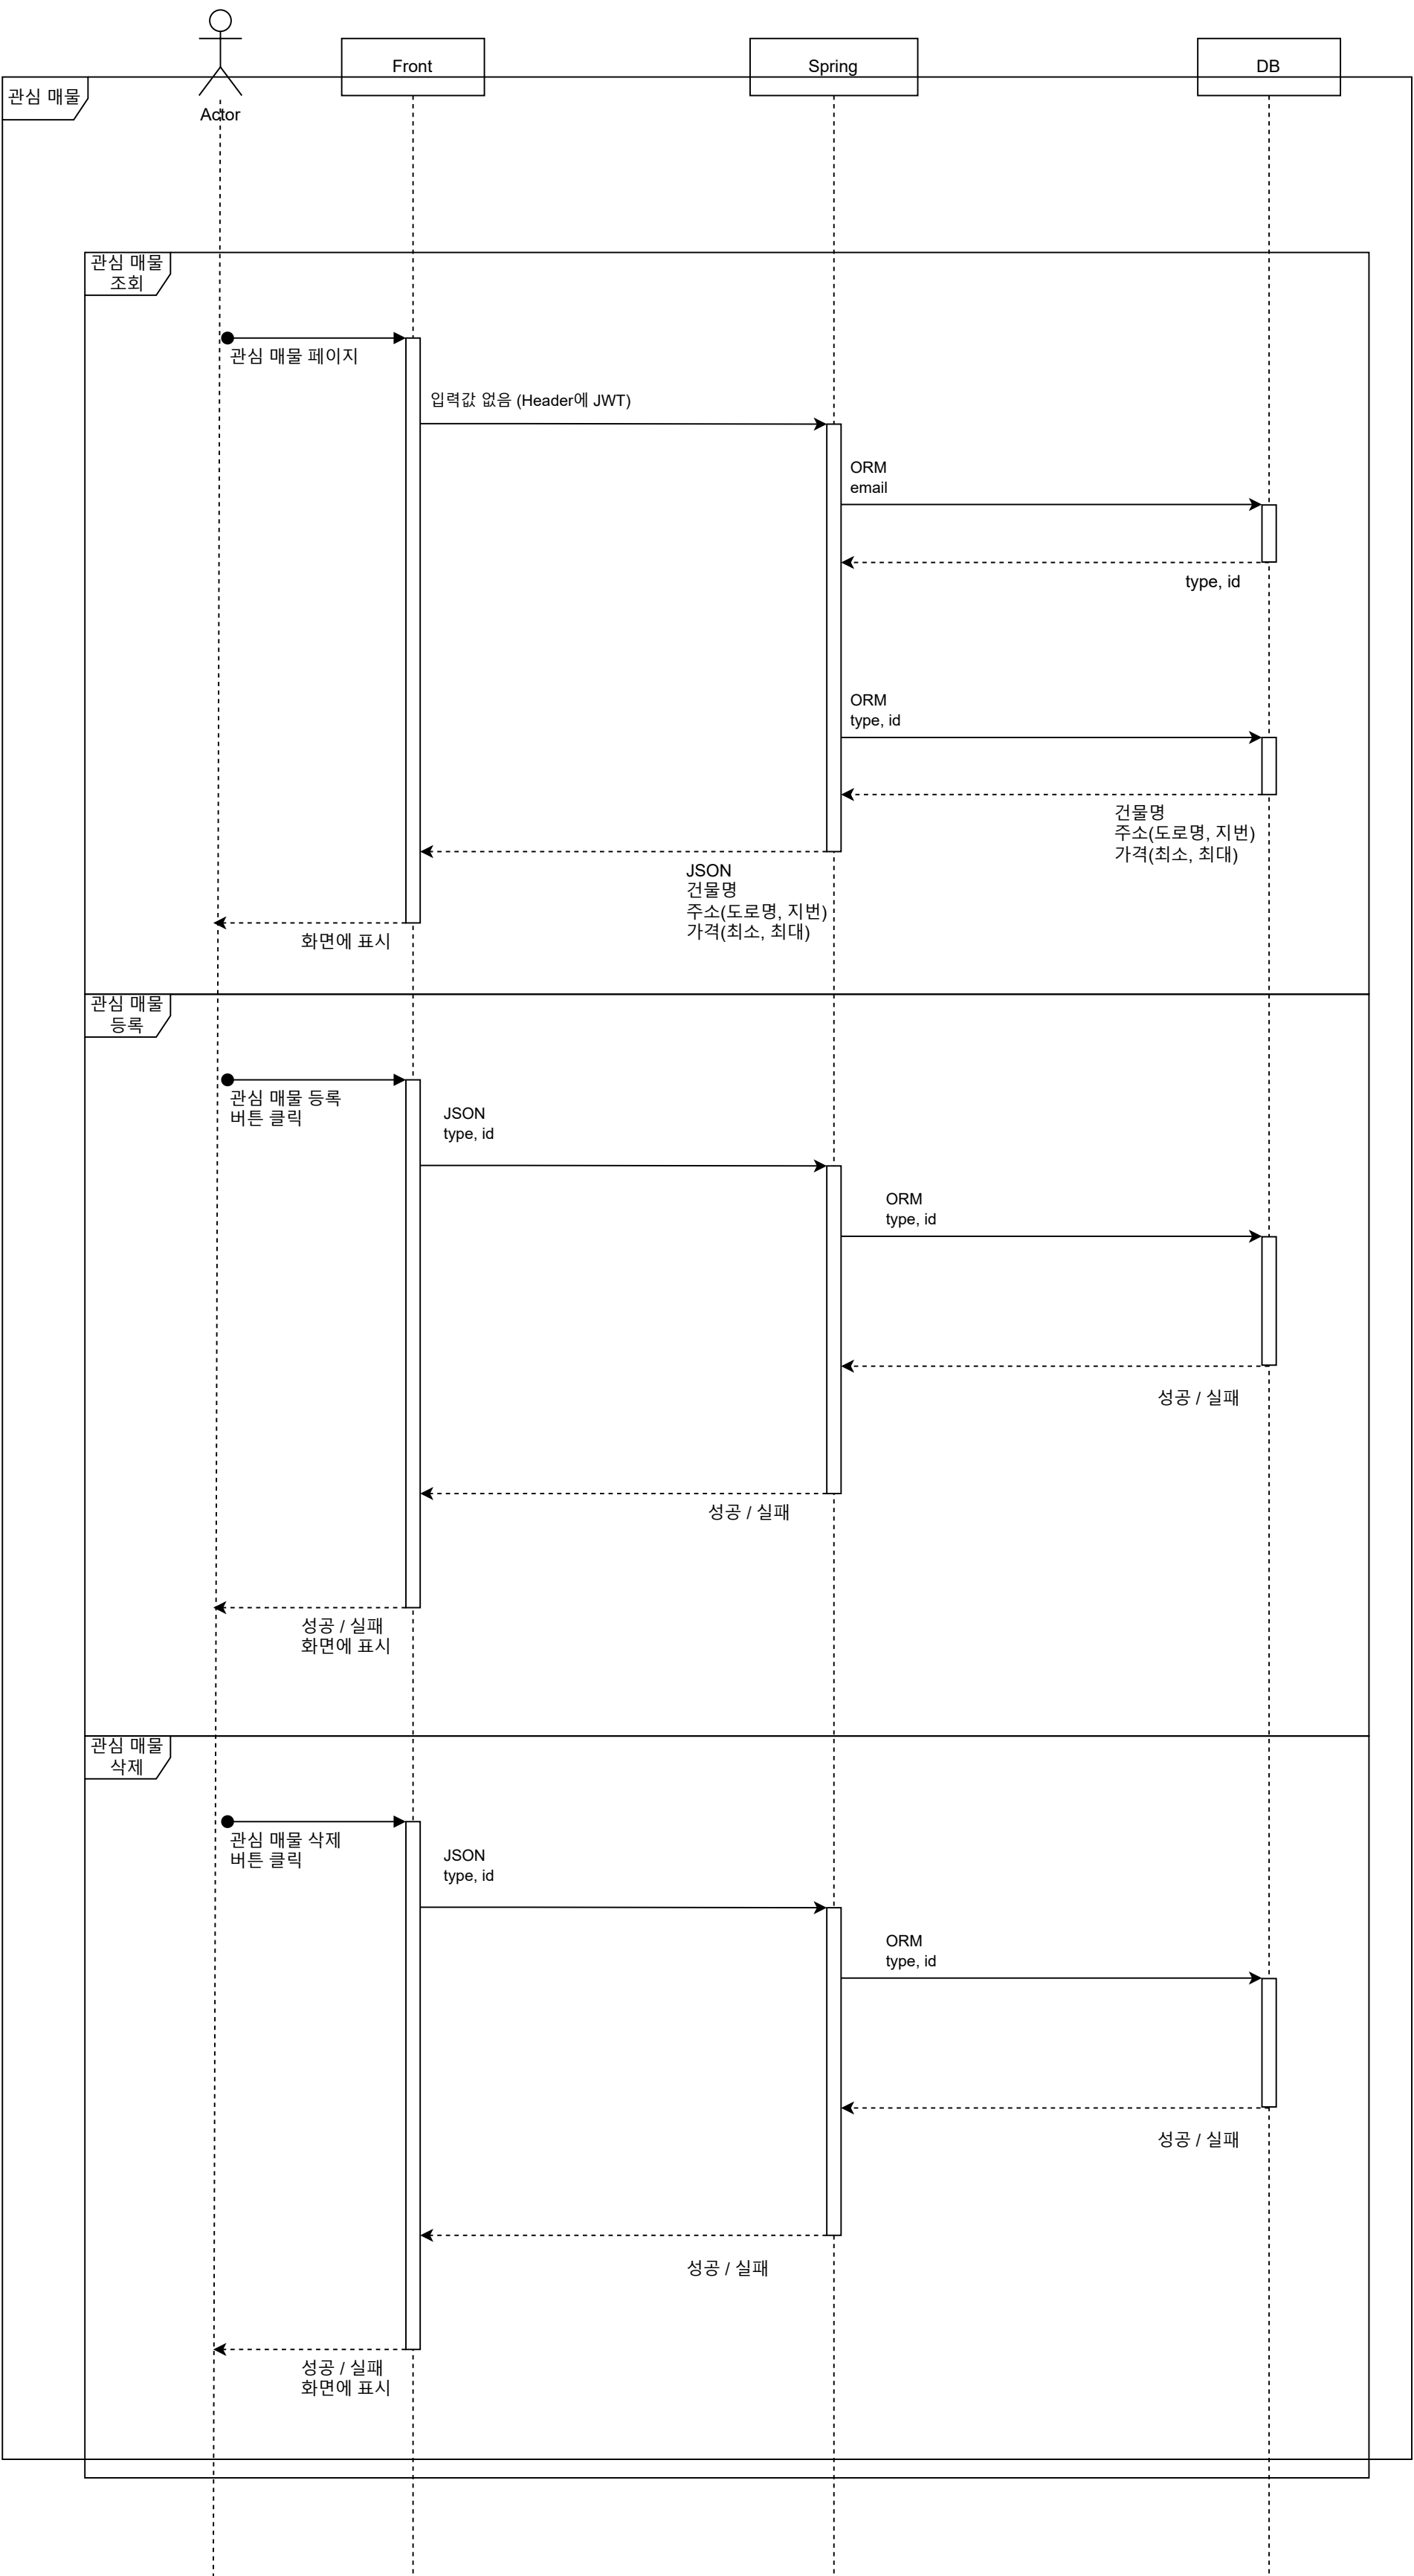 Front
Spring
DB
관심 매물
Actor
관심 매물
조회
관심 매물 페이지
입력값 없음 (Header에 JWT)
ORM
email
type, id
ORM
type, id
건물명
주소(도로명, 지번)
가격(최소, 최대)
JSON
건물명
주소(도로명, 지번)
가격(최소, 최대)
화면에 표시
관심 매물
등록
관심 매물 등록
버튼 클릭
JSON
type, id
ORM
type, id
성공 / 실패
성공 / 실패
성공 / 실패
화면에 표시
관심 매물
삭제
관심 매물 삭제
버튼 클릭
JSON
type, id
ORM
type, id
성공 / 실패
성공 / 실패
성공 / 실패
화면에 표시